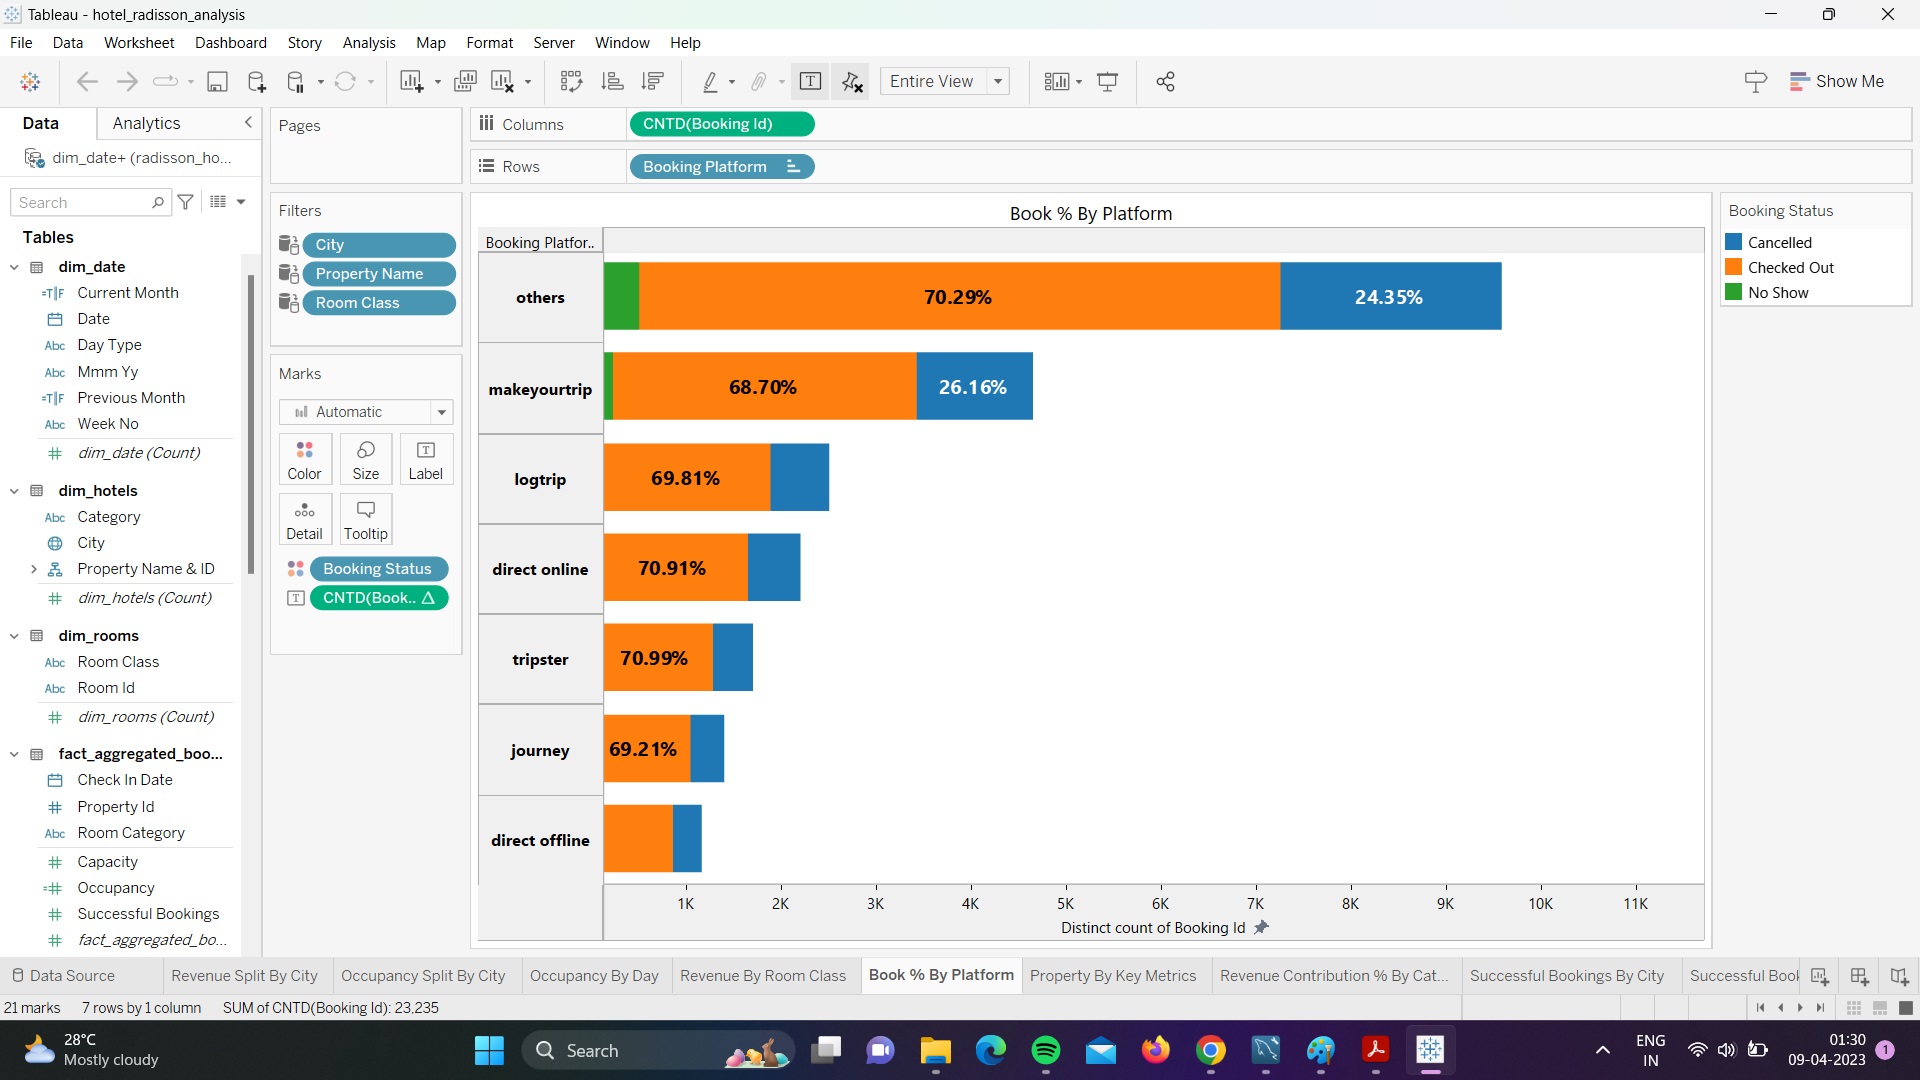 Tableau - hotel_radisson_analysis
File Data Worksheet Dashboard Story Analysis Map Format Server Window Help
Entire View
Show Me
Data Analytics
dim_date+ (radisson_ho...
Search
Tables
dim_date
Current Month
Date
Abc Day Type
Abc Mmm Yy
Previous Month
Abc Week No
dim_date (Count)
dim_hotels
Abc Category
City
Property Name & ID
dim_hotels (Count)
dim_rooms
Abc Room Class
Abc Room Id
dim_rooms (Count)
fact_aggregated_boo...
Check In Date
Property Id
Abc Room Category
Capacity
Occupancy
Successful Bookings
fact_aggregated_bo...
Pages
Filters
City
Property Name
Room Class
Marks
Automatic
Color Size Label
Detail Tooltip
Booking Status
CNTD(Book..
Columns CNTD(Booking Id)
Rows Booking Platform
Book % By Platform
Booking Platfor..
others 70.29% 24.35%
makeyourtrip 68.70% 26.16%
logtrip 69.81%
direct online 70.91%
tripster 70.99%
journey 69.21%
direct offline
1K 2K 3K 4K 5K 6K 7K 8K 9K 10K 11K
Distinct count of Booking Id
Booking Status
Cancelled
Checked Out
No Show
Data Source Revenue Split By City Occupancy Split By City Occupancy By Day Revenue By Room Class Book % By Platform Property By Key Metrics Revenue Contribution % By Cat... Successful Bookings By City Successful Book
21 marks 7 rows by 1 column SUM of CNTD(Booking Id): 23,235
28°C
Mostly cloudy
Search
ENG
IN
01:30
09-04-2023
1